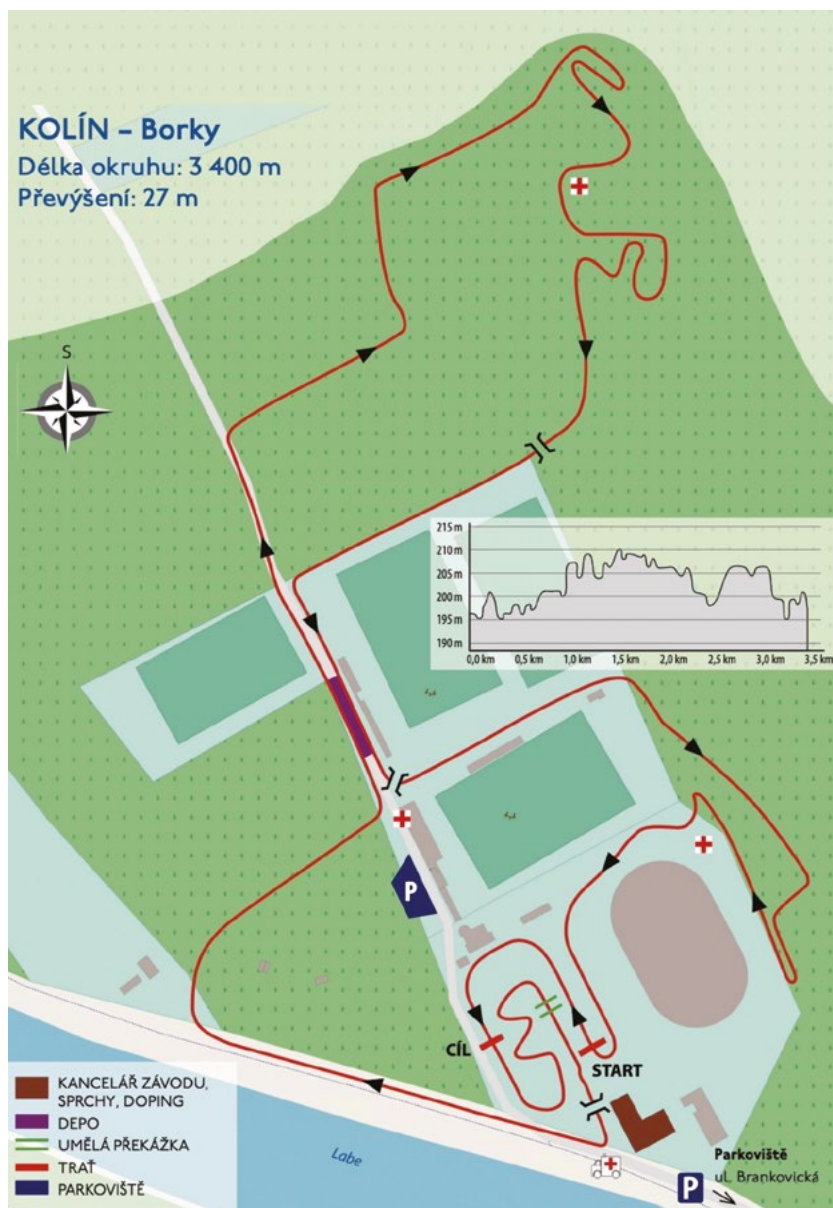 KOLÍN – Borky
Délka okruhu: 3 400 m
Převýšení: 27 m
S
215 m
210 m
205 m
200 m
195 m
190 m
0,0 km 0,5 km 1,0 km 1,5 km 2,0 km 2,5 km 3,0 km 3,5 km
P
CÍL
START
KANCELÁŘ ZÁVODU,
SPRCHY, DOPING
DEPO
UMĚLÁ PŘEKÁŽKA
TRAŤ
PARKOVIŠTĚ
Labe
Parkoviště
ul. Brankovická
P